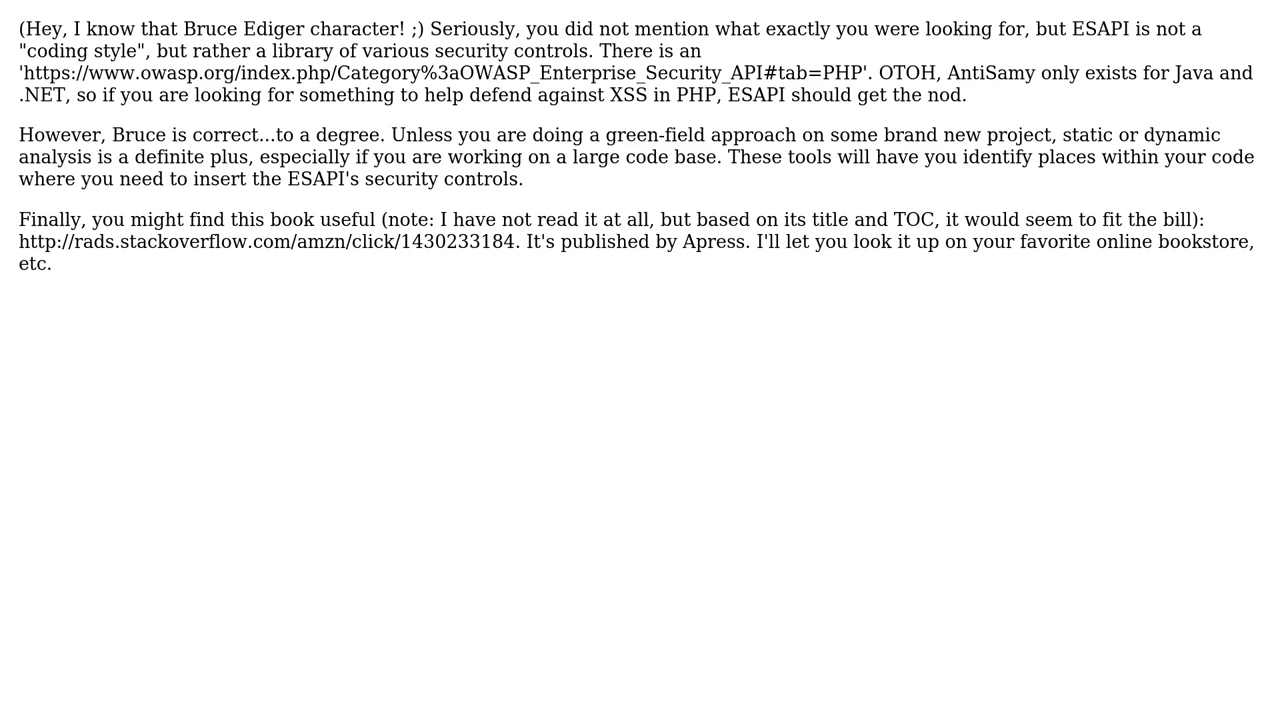 (Hey, I know that Bruce Ediger character! ;) Seriously, you did not mention what exactly you were looking for, but ESAPI is not a
"coding style", but rather a library of various security controls. There is an
'https://www.owasp.org/index.php/Category%3aOWASP_Enterprise_Security_API#tab=PHP'. OTOH, AntiSamy only exists for Java and
.NET, so if you are looking for something to help defend against XSS in PHP, ESAPI should get the nod.
However, Bruce is correct...to a degree. Unless you are doing a green-field approach on some brand new project, static or dynamic
analysis is a definite plus, especially if you are working on a large code base. These tools will have you identify places within your code
where you need to insert the ESAPI's security controls.
Finally, you might find this book useful (note: I have not read it at all, but based on its title and TOC, it would seem to fit the bill):
http://rads.stackoverflow.com/amzn/click/1430233184. It's published by Apress. I'll let you look it up on your favorite online bookstore,
etc.